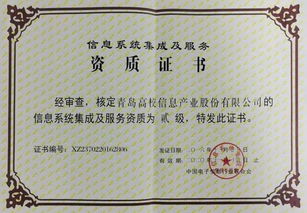 信息系统集成及服务
资质证书
经审查，核定青岛高校信息产业股份有限公司的
信息系统集成及服务资质为贰级，特发此证书。
证书编号：XZ2370220162806
发证日期
中国电子信息行业联合会